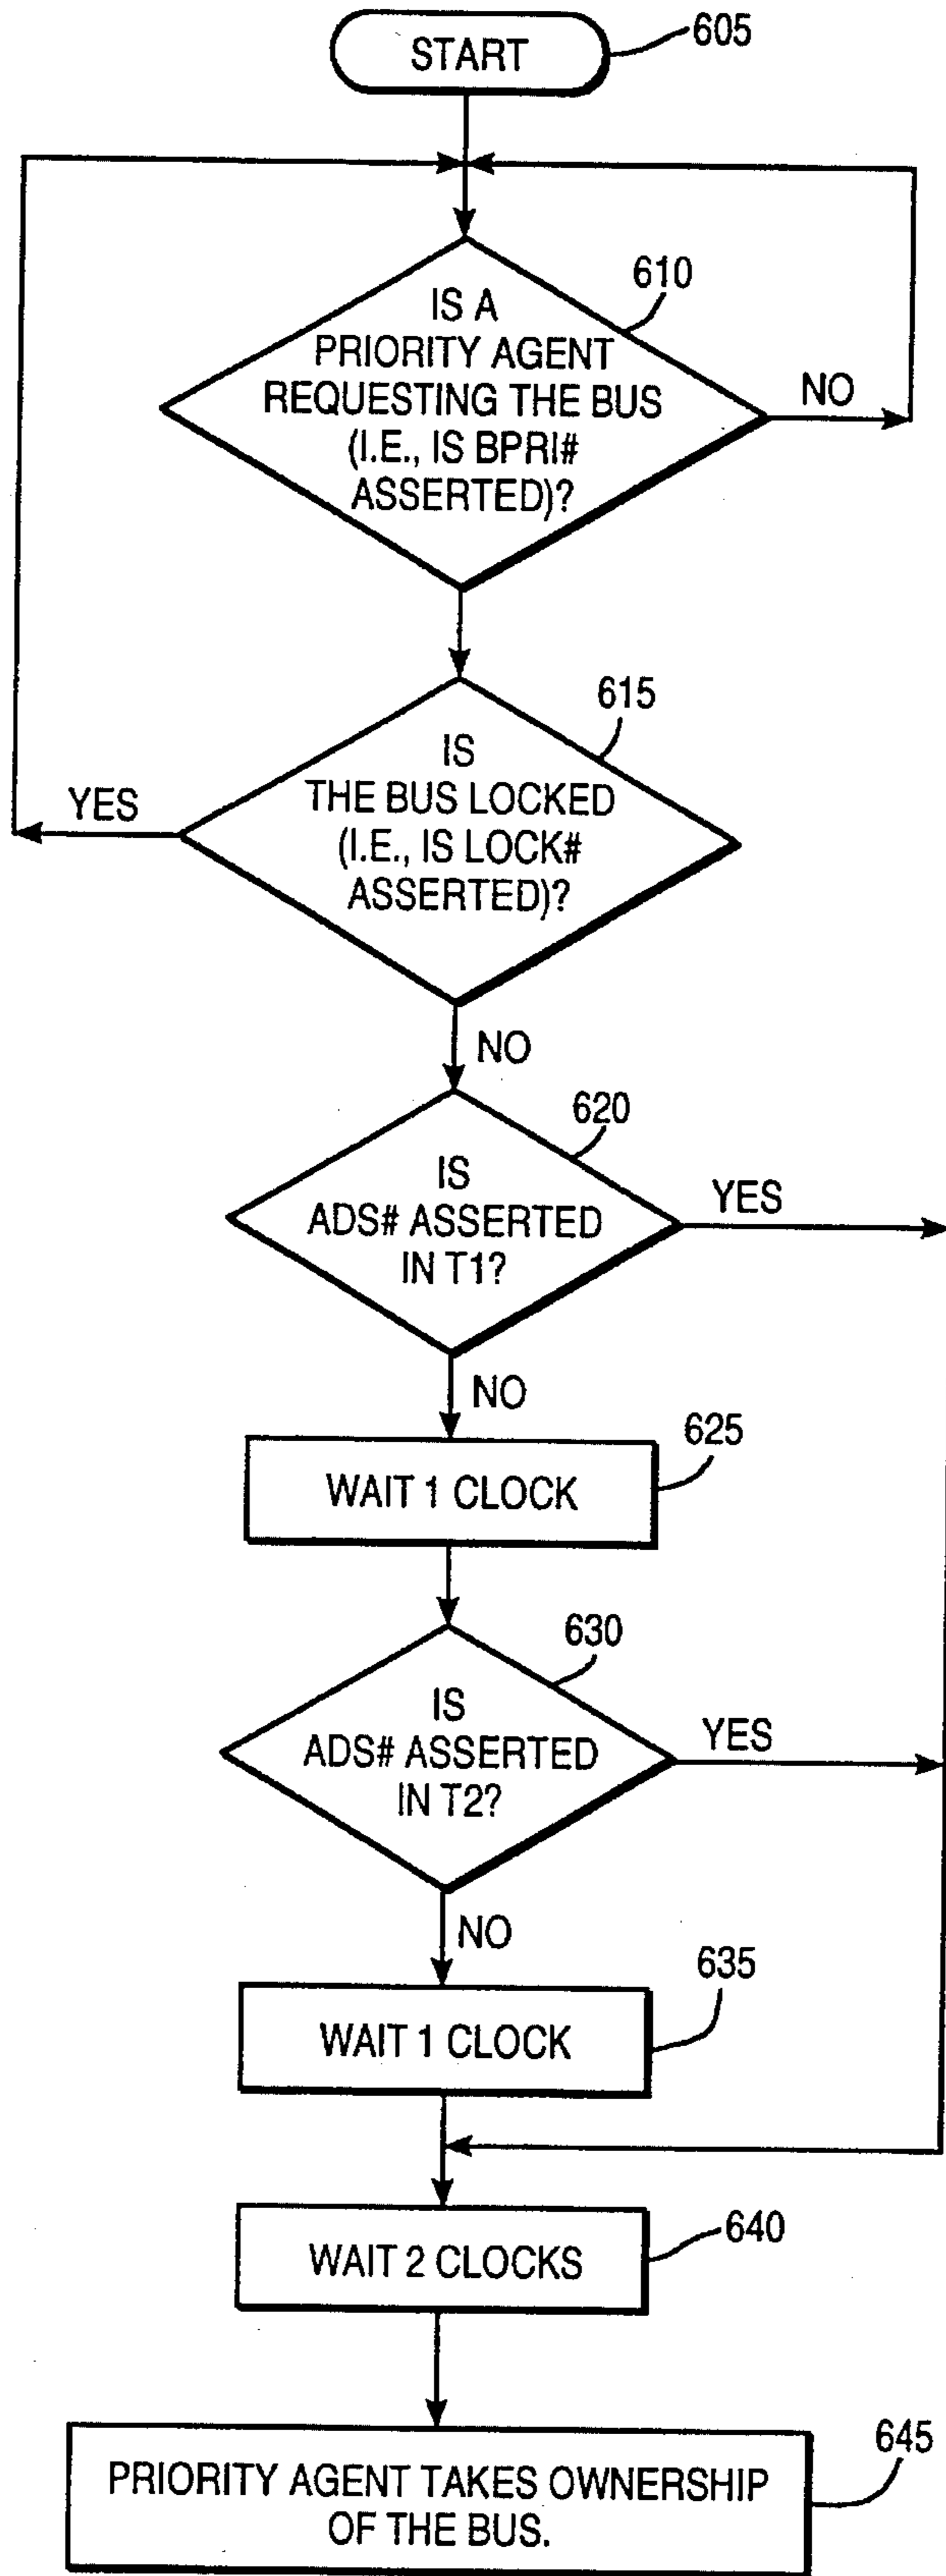 START
605
IS A
PRIORITY AGENT
REQUESTING THE BUS
(I.E., IS BPRI#
ASSERTED)?
610
NO
IS
THE BUS LOCKED
(I.E., IS LOCK#
ASSERTED)?
615
YES
NO
IS
ADS# ASSERTED
IN T1?
620
YES
NO
WAIT 1 CLOCK
625
IS
ADS# ASSERTED
IN T2?
630
YES
NO
WAIT 1 CLOCK
635
WAIT 2 CLOCKS
640
PRIORITY AGENT TAKES OWNERSHIP
OF THE BUS.
645